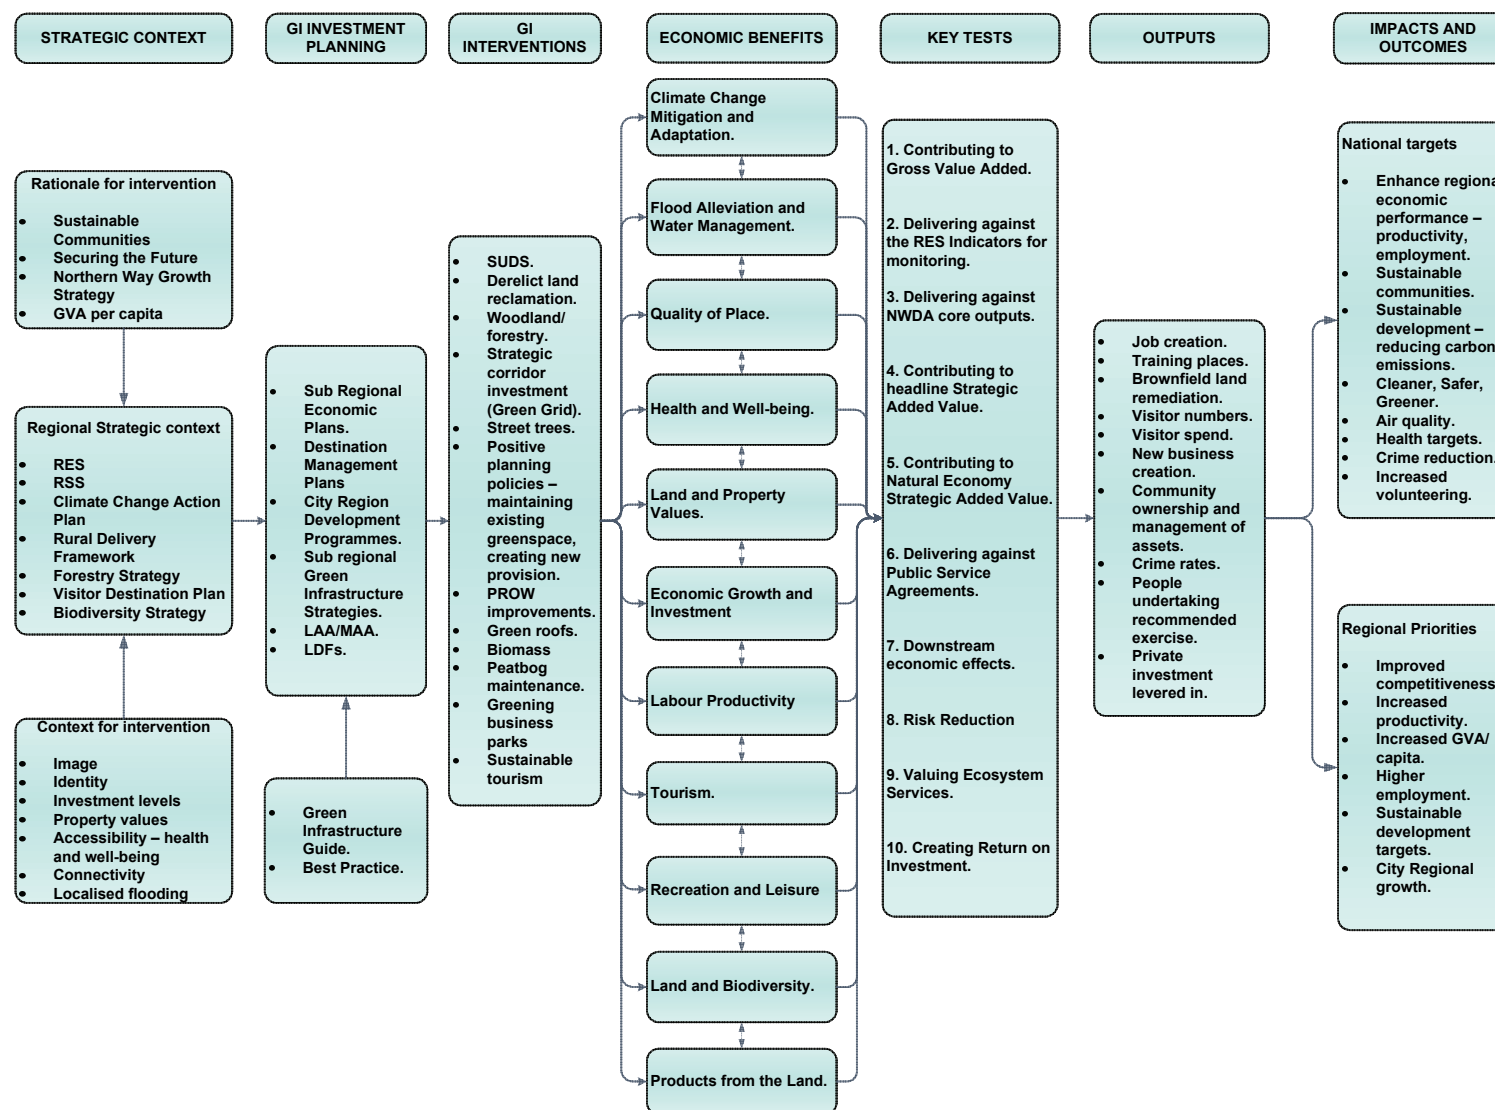 STRATEGIC CONTEXT
GI INVESTMENT
PLANNING
GI
INTERVENTIONS
ECONOMIC BENEFITS
KEY TESTS
OUTPUTS
IMPACTS AND
OUTCOMES
Rationale for intervention
• Sustainable
Communities
• Securing the Future
• Northern Way Growth
Strategy
• GVA per capita
Regional Strategic context
• RES
• RSS
• Climate Change Action
Plan
• Rural Delivery
Framework
• Forestry Strategy
• Visitor Destination Plan
• Biodiversity Strategy
Context for intervention
• Image
• Identity
• Investment levels
• Property values
• Accessibility – health
and well-being
• Connectivity
• Localised flooding
• Sub Regional
Economic
Plans.
• Destination
Management
Plans
• City Region
Development
Programmes.
• Sub regional
Green
Infrastructure
Strategies.
• LAA/MAA.
• LDFs.
• Green
Infrastructure
Guide.
• Best Practice.
• SUDS.
• Derelict land
reclamation.
• Woodland/
forestry.
• Strategic
corridor
investment
(Green Grid).
• Street trees.
• Positive
planning
policies –
maintaining
existing
greenspace,
creating new
provision.
• PROW
improvements.
• Green roofs.
• Biomass
• Peatbog
maintenance.
• Greening
business
parks
• Sustainable
tourism
Climate Change
Mitigation and
Adaptation.
Flood Alleviation and
Water Management.
Quality of Place.
Health and Well-being.
Land and Property
Values.
Economic Growth and
Investment
Labour Productivity
Tourism.
Recreation and Leisure
Land and Biodiversity.
Products from the Land.
1. Contributing to
Gross Value Added.
2. Delivering against
the RES Indicators for
monitoring.
3. Delivering against
NWDA core outputs.
4. Contributing to
headline Strategic
Added Value.
5. Contributing to
Natural Economy
Strategic Added Value.
6. Delivering against
Public Service
Agreements.
7. Downstream
economic effects.
8. Risk Reduction
9. Valuing Ecosystem
Services.
10. Creating Return on
Investment.
• Job creation.
• Training places.
• Brownfield land
remediation.
• Visitor numbers.
• Visitor spend.
• New business
creation.
• Community
ownership and
management of
assets.
• Crime rates.
• People
undertaking
recommended
exercise.
• Private
investment
levered in.
National targets
• Enhance regiona
economic
performance –
productivity,
employment.
• Sustainable
communities.
• Sustainable
development –
reducing carbon
emissions.
• Cleaner, Safer,
Greener.
• Air quality.
• Health targets.
• Crime reduction.
• Increased
volunteering.
Regional Priorities
• Improved
competitiveness
• Increased
productivity.
• Increased GVA/
capita.
• Higher
employment.
• Sustainable
development
targets.
• City Regional
growth.